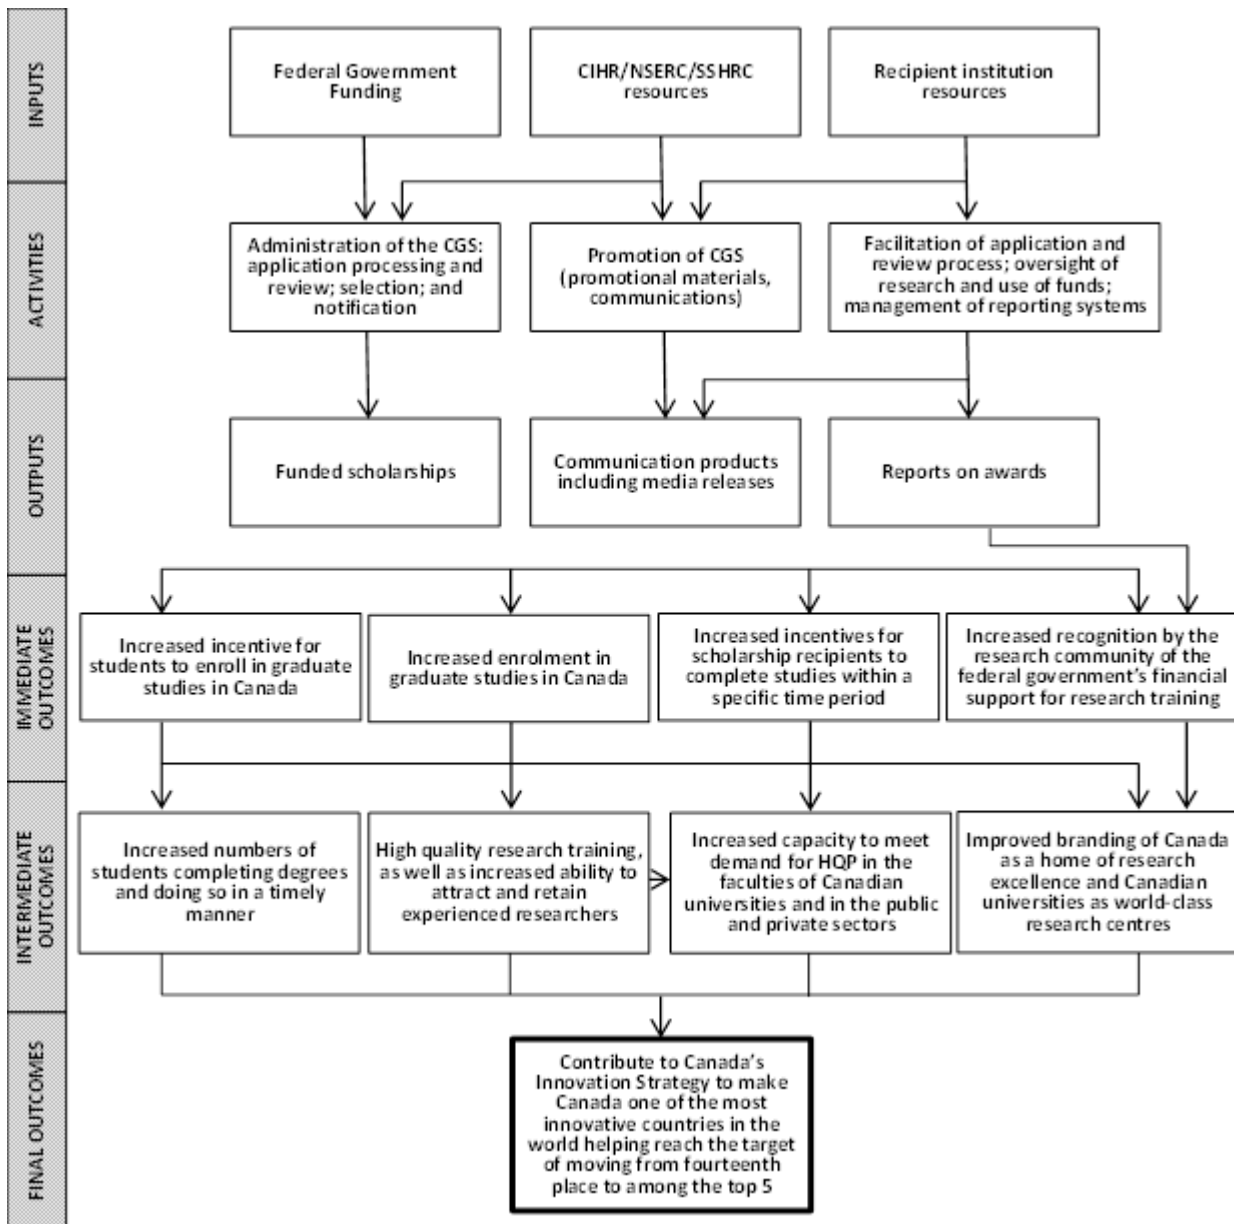 INPUTS
Federal Government
Funding
CIHR/NSERC/SSHRC
resources
Recipient institution
resources
ACTIVITIES
Administration of the CGS:
application processing and
review; selection; and
notification
Promotion of CGS
(promotional materials,
communications)
Facilitation of application and
review process; oversight of
research and use of funds;
management of reporting systems
OUTPUTS
Funded scholarships
Communication products
including media releases
Reports on awards
IMMEDIATE
OUTCOMES
Increased incentive for
students to enroll in graduate
studies in Canada
Increased enrolment in
graduate studies in Canada
Increased incentives for
scholarship recipients to
complete studies within a
specific time period
Increased recognition by the
research community of the
federal government's financial
support for research training
INTERMEDIATE
OUTCOMES
Increased numbers of
students completing degrees
and doing so in a timely
manner
High quality research training,
as well as increased ability to
attract and retain
experienced researchers
Increased capacity to meet
demand for HQP in the
faculties of Canadian
universities and in the public
and private sectors
Improved branding of Canada
as a home of research
excellence and Canadian
universities as world-class
research centres
FINAL OUTCOMES
Contribute to Canada's
Innovation Strategy to make
Canada one of the most
innovative countries in the
world helping reach the target
of moving from fourteenth
place to among the top 5